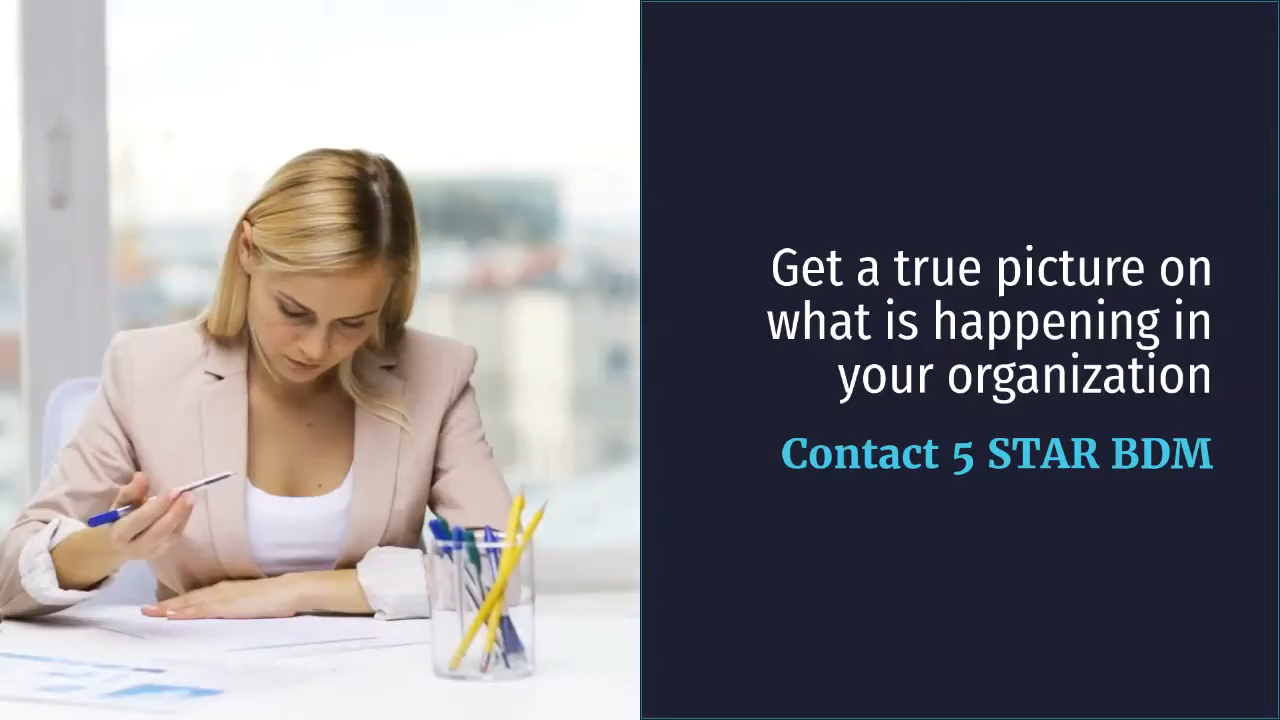 Get a true picture on
what is happening in
your organization
Contact 5 STAR BDM